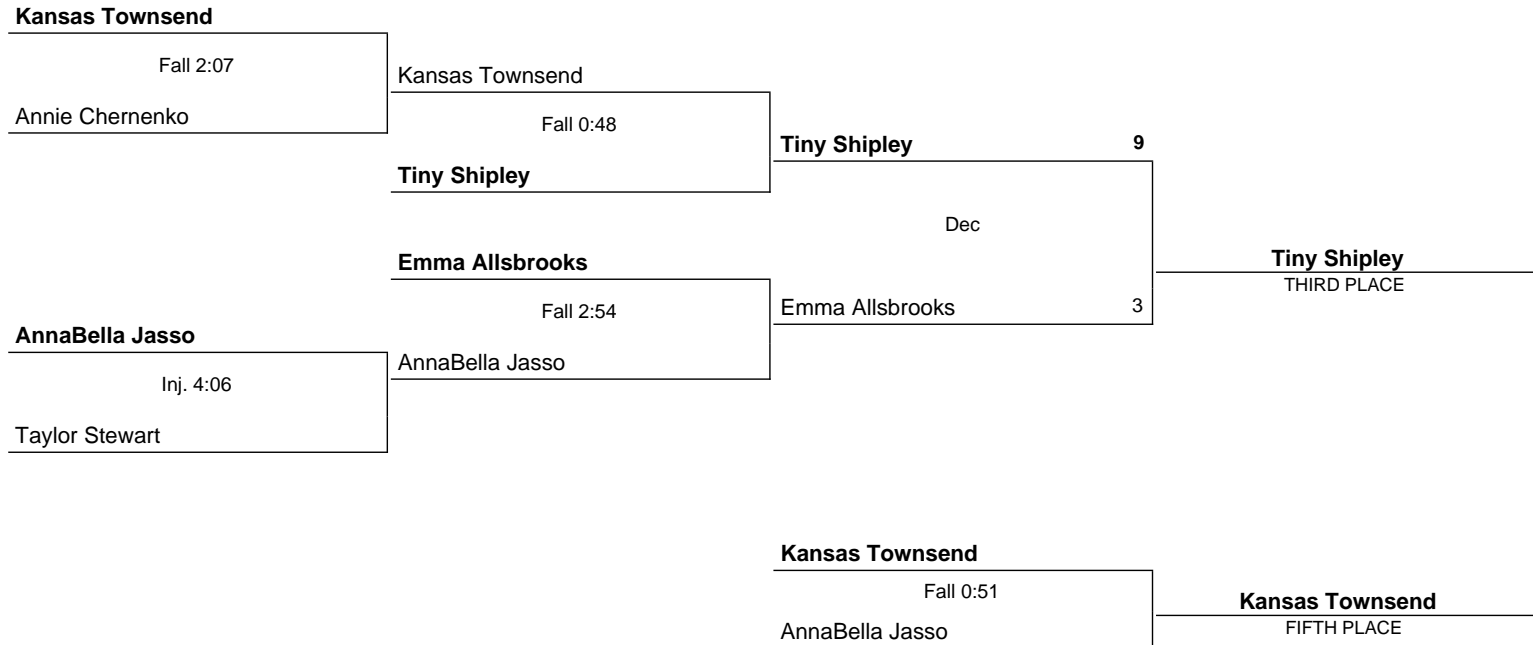 Kansas Townsend
Fall 2:07
Annie Chernenko
Kansas Townsend
Fall 0:48
Tiny Shipley
Tiny Shipley 9
Dec
Emma Allsbrooks 3
Tiny Shipley
THIRD PLACE
Emma Allsbrooks
Fall 2:54
AnnaBella Jasso
AnnaBella Jasso
Inj. 4:06
Taylor Stewart
Kansas Townsend
Fall 0:51
AnnaBella Jasso
Kansas Townsend
FIFTH PLACE